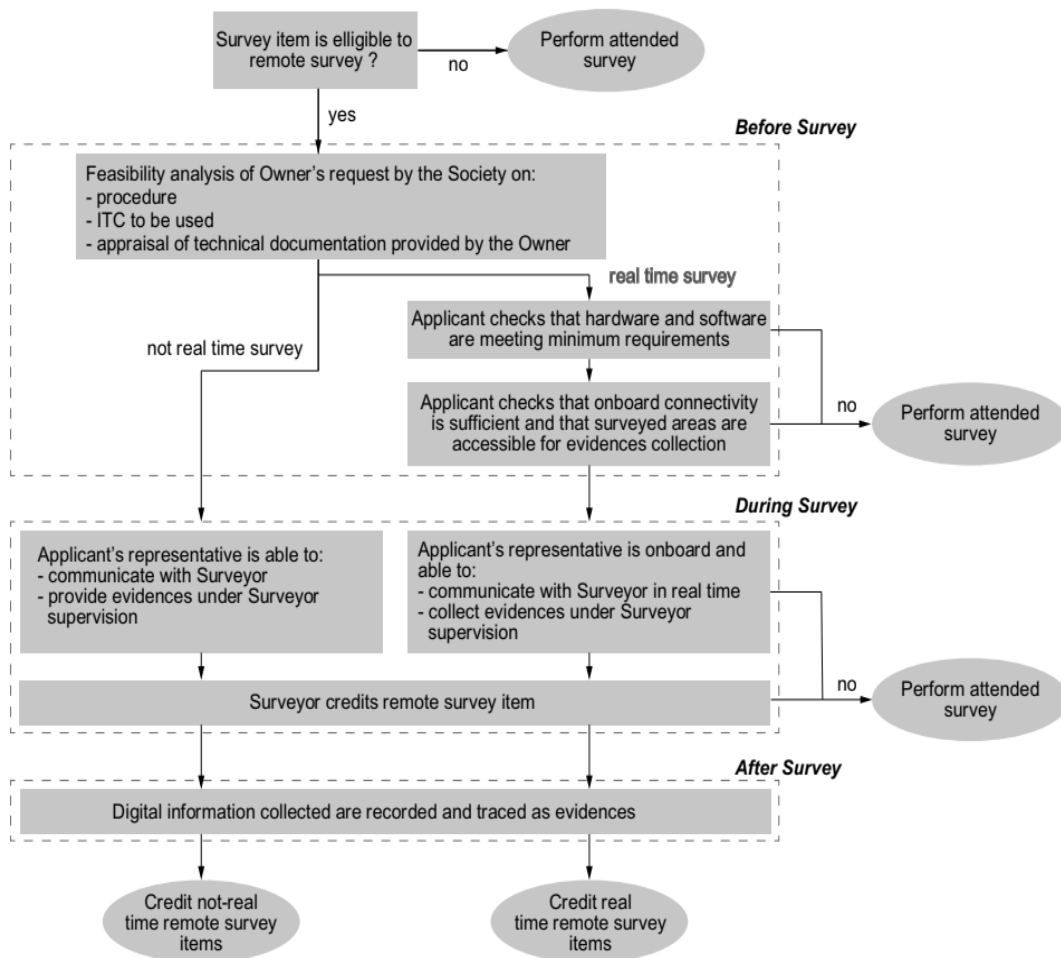 Survey item is elligible to
remote survey ?
no
Perform attended
survey
yes
Before Survey
Feasibility analysis of Owner's request by the Society on:
- procedure
- ITC to be used
- appraisal of technical documentation provided by the Owner
real time survey
not real time survey
Applicant checks that hardware and software
are meeting minimum requirements
Applicant checks that onboard connectivity
is sufficient and that surveyed areas are
accessible for evidences collection
no
Perform attended
survey
During Survey
Applicant's representative is able to:
- communicate with Surveyor
- provide evidences under Surveyor
supervision
Applicant's representative is onboard and
able to:
- communicate with Surveyor in real time
- collect evidences under Surveyor
supervision
Surveyor credits remote survey item
no
Perform attended
survey
After Survey
Digital information collected are recorded and traced as evidences
Credit not-real
time remote survey
items
Credit real
time remote survey
items